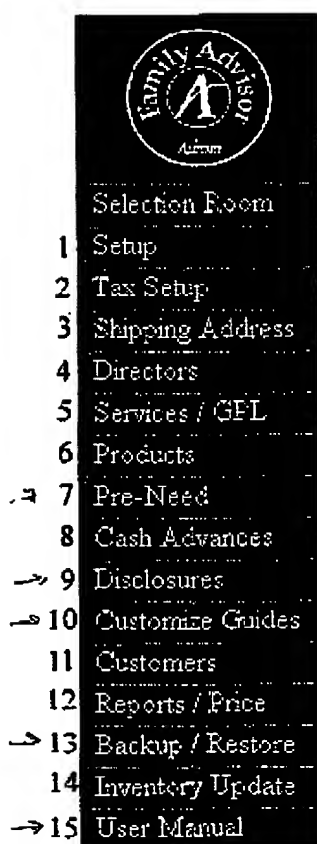 Family Advisor
A
Admin
Selection Room
1 Setup
2 Tax Setup
3 Shipping Address
4 Directors
5 Services / GPL
6 Products
7 Pre-Need
8 Cash Advances
9 Disclosures
10 Customize Guides
11 Customers
12 Reports / Price
13 Backup / Restore
14 Inventory Update
15 User Manual